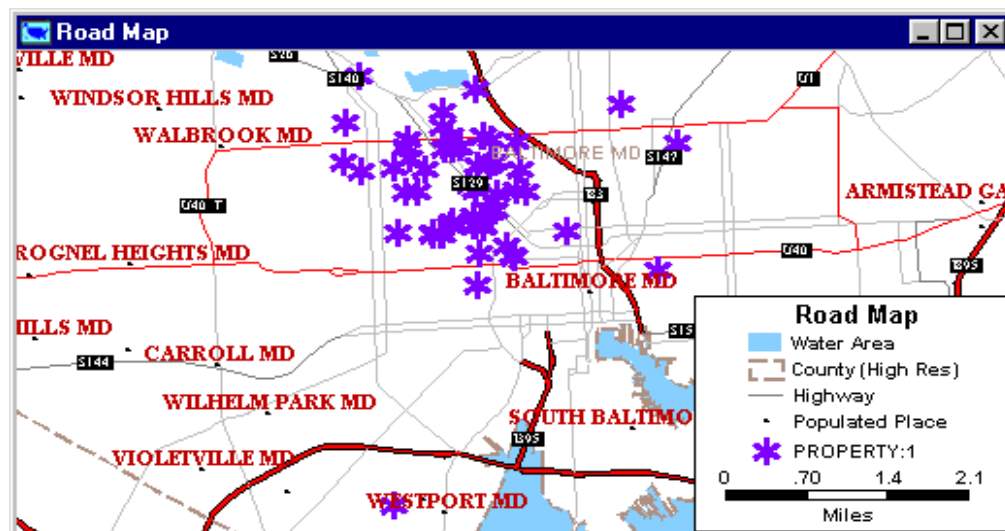 Road Map
VILLE MD
S26
S140
U1
WINDSOR HILLS MD
WALBROOK MD
BALTIMORE MD
S147
S129
I83
ARMISTEAD GA
U40 T
ROGNEL HEIGHTS MD
U40
I895
BALTIMORE MD
HILLS MD
S15
S144
CARROLL MD
WILHELM PARK MD
SOUTH BALTIMO
I395
VIOLETVILLE MD
WESTPORT MD
Road Map
Water Area
County (High Res)
Highway
Populated Place
PROPERTY:1
0 .70 1.4 2.1
Miles